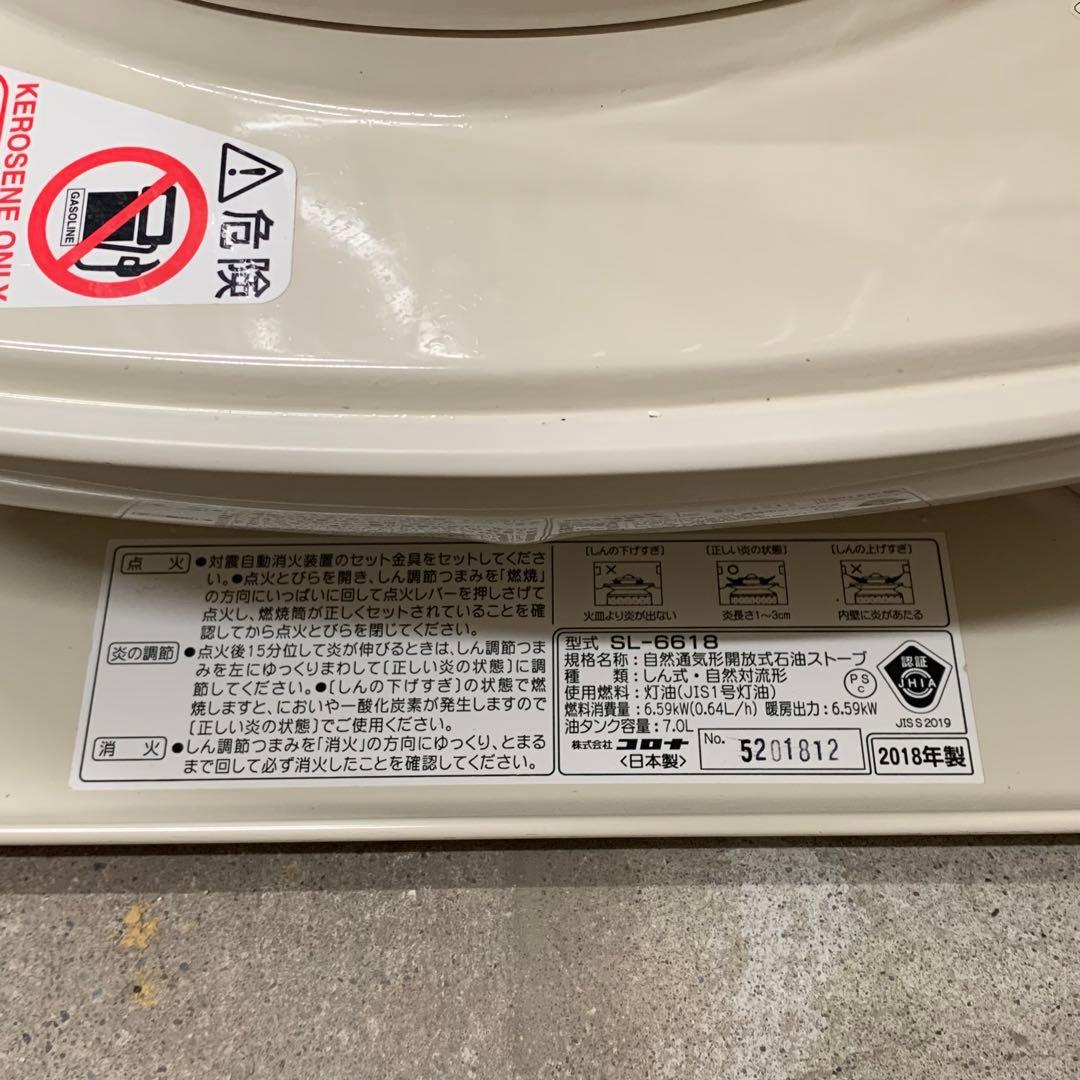 危険
GASOLINE
KEROSENE ONLY
点火 ●対震自動消火装置のセット金具をセットしてくださ
い。●点火とびらを開き、しん調節つまみを「燃焼」
の方向にいっぱいに回して点火レバーを押しさげて
点火し、燃焼筒が正しくセットされていることを確
認してから点火とびらを閉じてください。
炎の調節 ●点火後15分位して炎が伸びるときは、しん調節つま
みを左にゆっくりまわして[正しい炎の状態]に調
節してください。●[しんの下げすぎ]の状態で燃
焼しますと、においや一酸化炭素が発生しますので
[正しい炎の状態]でご使用ください。
消火 ●しん調節つまみを「消火」の方向にゆっくり、とまる
まで回して必ず消火したことを確認してください。
[しんの下げすぎ] [正しい炎の状態] [しんの上げすぎ]
火皿より炎が出ない 炎長さ1~3cm 内壁に炎があたる
型式 SL-6618
規格名称:自然通気形開放式石油ストーブ
種類:しん式・自然対流形
使用燃料:灯油(JIS1号灯油)
燃料消費量:6.59kW(0.64L/h) 暖房出力:6.59kW
油タンク容量:7.0L
株式会社コロナ
<日本製>
No. 5201812
PS
C
認証
JHIA
JIS S 2019
2018年製